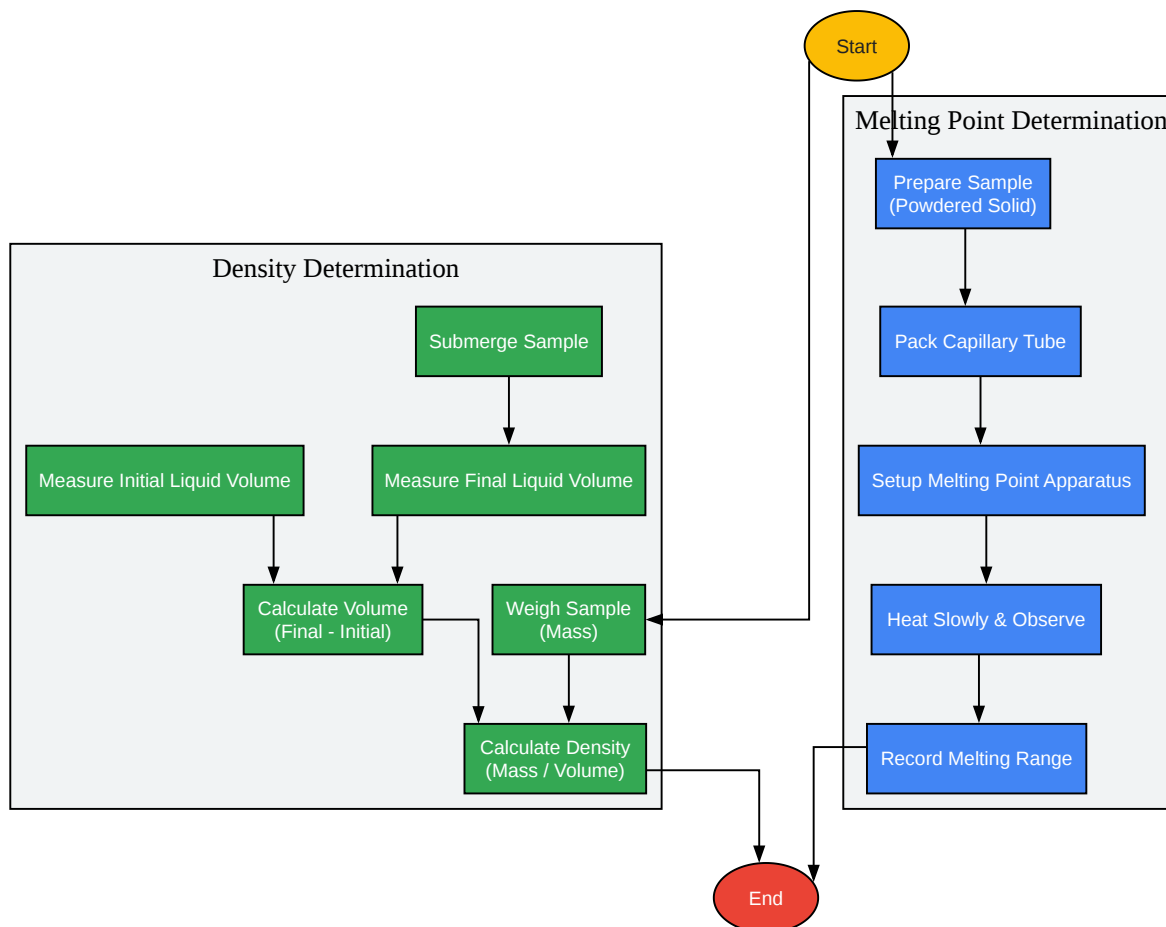 Start
Melting Point Determination
Prepare Sample
(Powdered Solid)
Density Determination
Submerge Sample
Pack Capillary Tube
Measure Initial Liquid Volume
Measure Final Liquid Volume
Setup Melting Point Apparatus
Calculate Volume
(Final - Initial)
Weigh Sample
(Mass)
Heat Slowly & Observe
Calculate Density
(Mass / Volume)
Record Melting Range
End